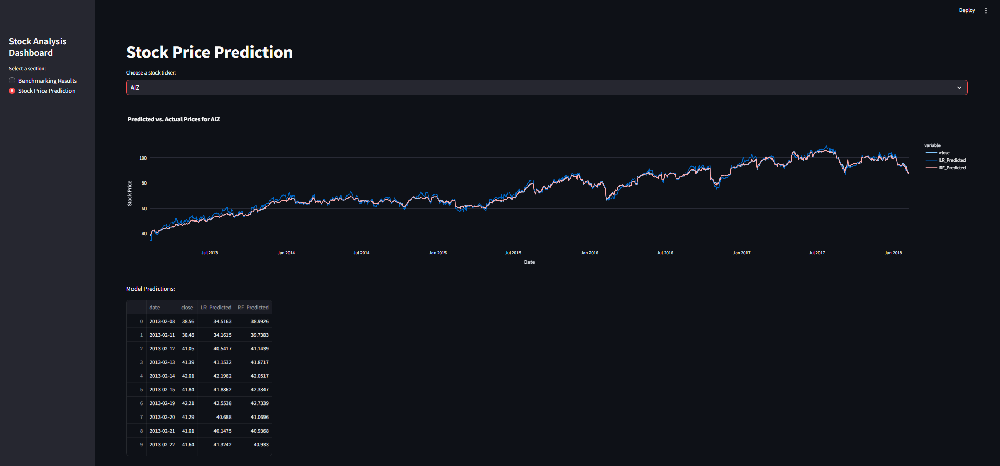 Deploy
Stock Analysis
Dashboard
Select a section:
Benchmarking Results
Stock Price Prediction
Stock Price Prediction
Choose a stock ticker:
AIZ
Predicted vs. Actual Prices for AIZ
variable
close
LR_Predicted
RF_Predicted
Stock Price
100
80
60
40
Jul 2013 Jan 2014 Jul 2014 Jan 2015 Jul 2015 Jan 2016 Jul 2016 Jan 2017 Jul 2017 Jan 2018
Date
Model Predictions:
date close LR_Predicted RF_Predicted
0 2013-02-08 38.56 34.5163 38.9926
1 2013-02-11 38.48 34.1615 39.7383
2 2013-02-12 41.05 40.5417 41.1439
3 2013-02-13 41.39 41.1532 41.8717
4 2013-02-14 42.01 42.1962 42.0517
5 2013-02-15 41.84 41.8862 42.3347
6 2013-02-19 42.21 42.5538 42.7339
7 2013-02-20 41.29 40.688 41.0696
8 2013-02-21 41.01 40.1475 40.9368
9 2013-02-22 41.64 41.3242 40.933